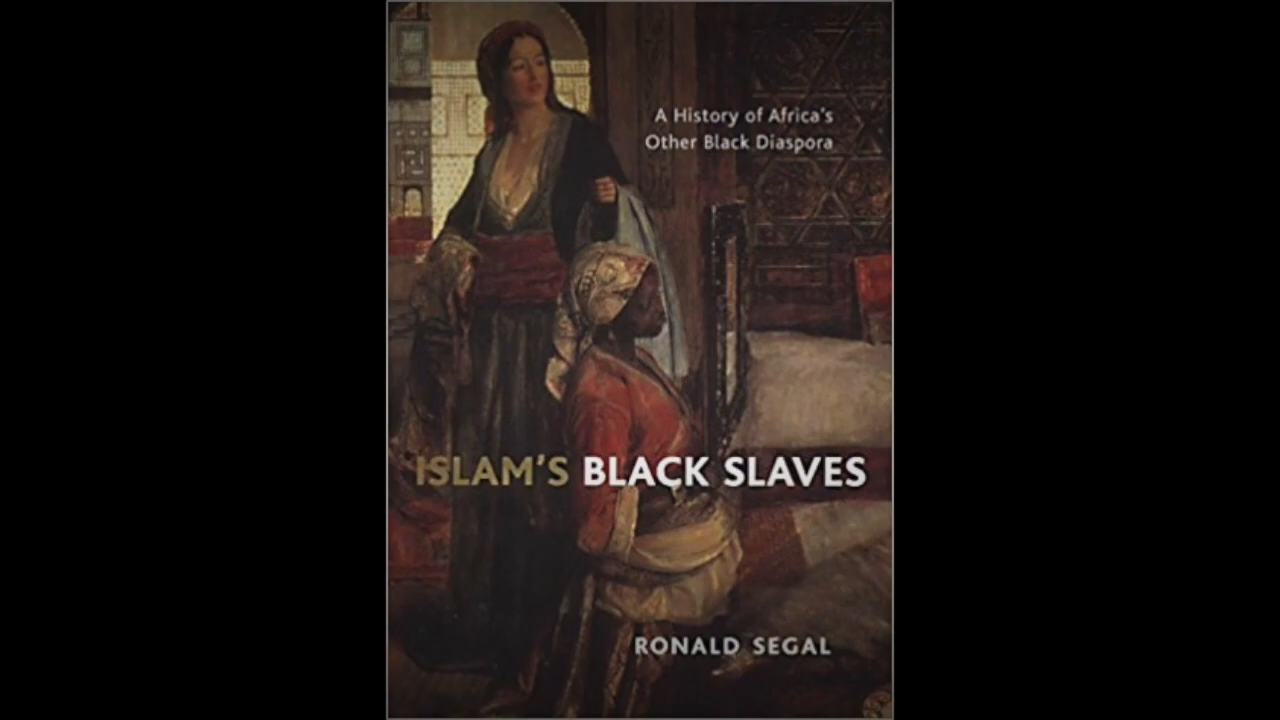 A History of Africa's
Other Black Diaspora
ISLAM'S BLACK SLAVES
RONALD SEGAL